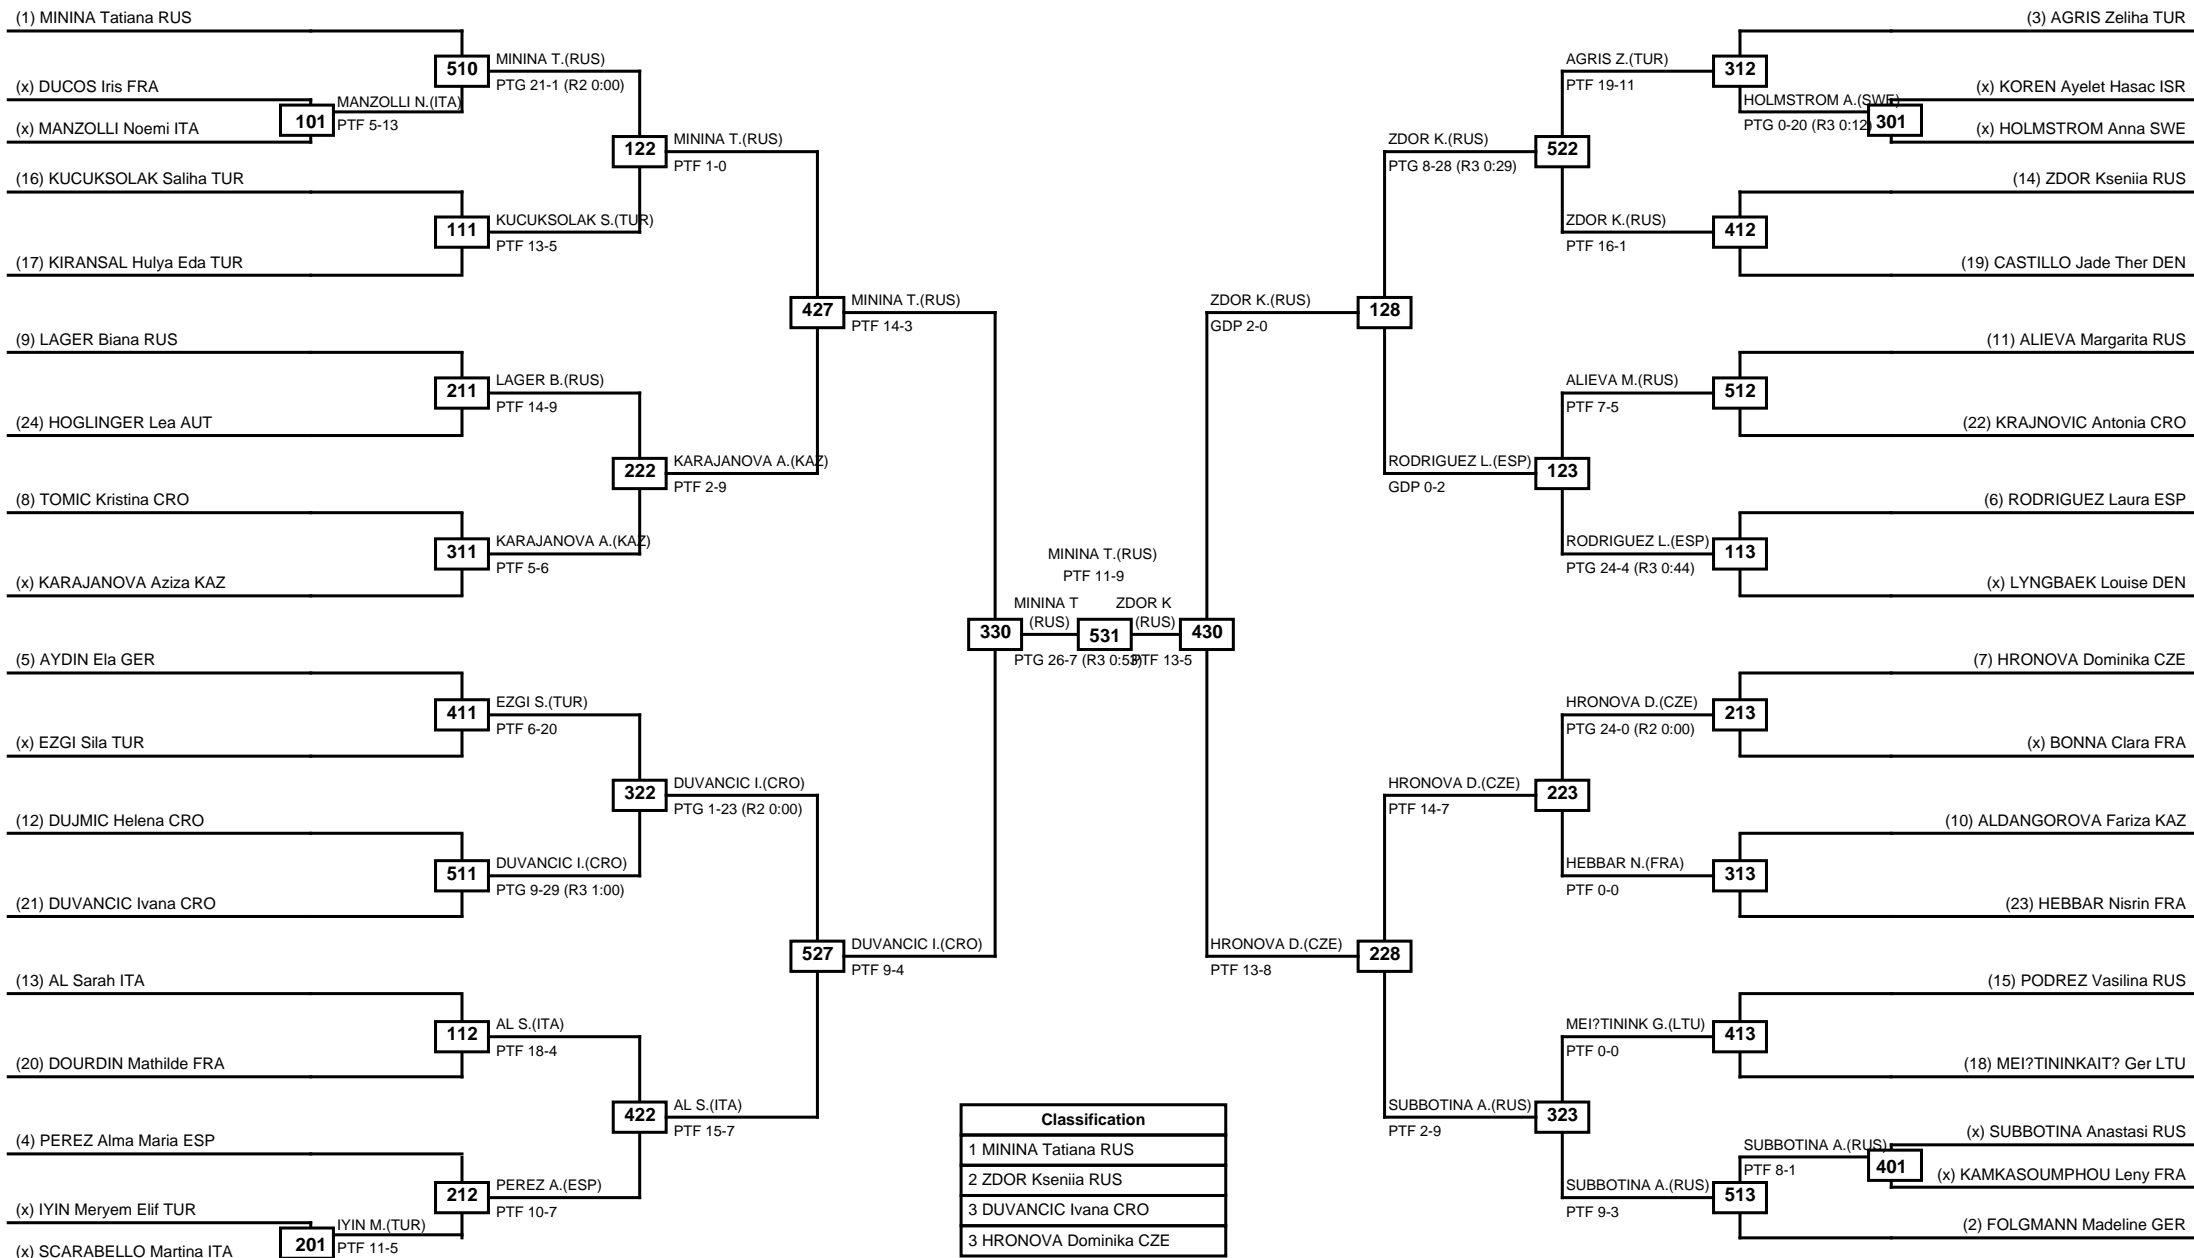 (1) MININA Tatiana RUS
510
MININA T.(RUS)
PTG 21-1 (R2 0:00)
(x) DUCOS Iris FRA
101
MANZOLLI N.(ITA)
PTF 5-13
(x) MANZOLLI Noemi ITA
122
MININA T.(RUS)
PTF 1-0
(16) KUCUKSOLAK Saliha TUR
111
KUCUKSOLAK S.(TUR)
PTF 13-5
(17) KIRANSAL Hulya Eda TUR
427
MININA T.(RUS)
PTF 14-3
(9) LAGER Biana RUS
211
LAGER B.(RUS)
PTF 14-9
(24) HOGLINGER Lea AUT
222
KARAJANOVA A.(KAZ)
PTF 2-9
(8) TOMIC Kristina CRO
311
KARAJANOVA A.(KAZ)
PTF 5-6
(x) KARAJANOVA Aziza KAZ
(5) AYDIN Ela GER
411
EZGI S.(TUR)
PTF 6-20
(x) EZGI Sila TUR
322
DUVANCIC I.(CRO)
PTG 1-23 (R2 0:00)
(12) DUJMIC Helena CRO
511
DUVANCIC I.(CRO)
PTG 9-29 (R3 1:00)
(21) DUVANCIC Ivana CRO
527
DUVANCIC I.(CRO)
PTF 9-4
(13) AL Sarah ITA
112
AL S.(ITA)
PTF 18-4
(20) DOURDIN Mathilde FRA
422
AL S.(ITA)
PTF 15-7
(4) PEREZ Alma Maria ESP
212
PEREZ A.(ESP)
PTF 10-7
(x) IYIN Meryem Elif TUR
201
IYIN M.(TUR)
PTF 11-5
(x) SCARABELLO Martina ITA
MININA T.(RUS)
PTF 11-9
330
MININA T
(RUS)
PTG 26-7 (R3 0:53)
531
ZDOR K
(RUS)
PTF 13-5
430
(3) AGRIS Zeliha TUR
312
AGRIS Z.(TUR)
PTF 19-11
(x) KOREN Ayelet Hasac ISR
HOLMSTROM A.(SWE)
PTG 0-20 (R3 0:12)
301
(x) HOLMSTROM Anna SWE
ZDOR K.(RUS)
PTG 8-28 (R3 0:29)
522
(14) ZDOR Kseniia RUS
ZDOR K.(RUS)
PTF 16-1
412
(19) CASTILLO Jade Ther DEN
ZDOR K.(RUS)
GDP 2-0
128
(11) ALIEVA Margarita RUS
ALIEVA M.(RUS)
PTF 7-5
512
(22) KRAJNOVIC Antonia CRO
RODRIGUEZ L.(ESP)
GDP 0-2
123
(6) RODRIGUEZ Laura ESP
RODRIGUEZ L.(ESP)
PTG 24-4 (R3 0:44)
113
(x) LYNGBAEK Louise DEN
(7) HRONOVA Dominika CZE
HRONOVA D.(CZE)
PTG 24-0 (R2 0:00)
213
(x) BONNA Clara FRA
HRONOVA D.(CZE)
PTF 14-7
223
(10) ALDANGOROVA Fariza KAZ
HEBBAR N.(FRA)
PTF 0-0
313
(23) HEBBAR Nisrin FRA
HRONOVA D.(CZE)
PTF 13-8
228
(15) PODREZ Vasilina RUS
MEI?TININK G.(LTU)
PTF 0-0
413
(18) MEI?TININKAIT? Ger LTU
SUBBOTINA A.(RUS)
PTF 2-9
323
(x) SUBBOTINA Anastasi RUS
SUBBOTINA A.(RUS)
PTF 8-1
401
(x) KAMKASOUMPHOU Leny FRA
SUBBOTINA A.(RUS)
PTF 9-3
513
(2) FOLGMANN Madeline GER
Classification
1 MININA Tatiana RUS
2 ZDOR Kseniia RUS
3 DUVANCIC Ivana CRO
3 HRONOVA Dominika CZE